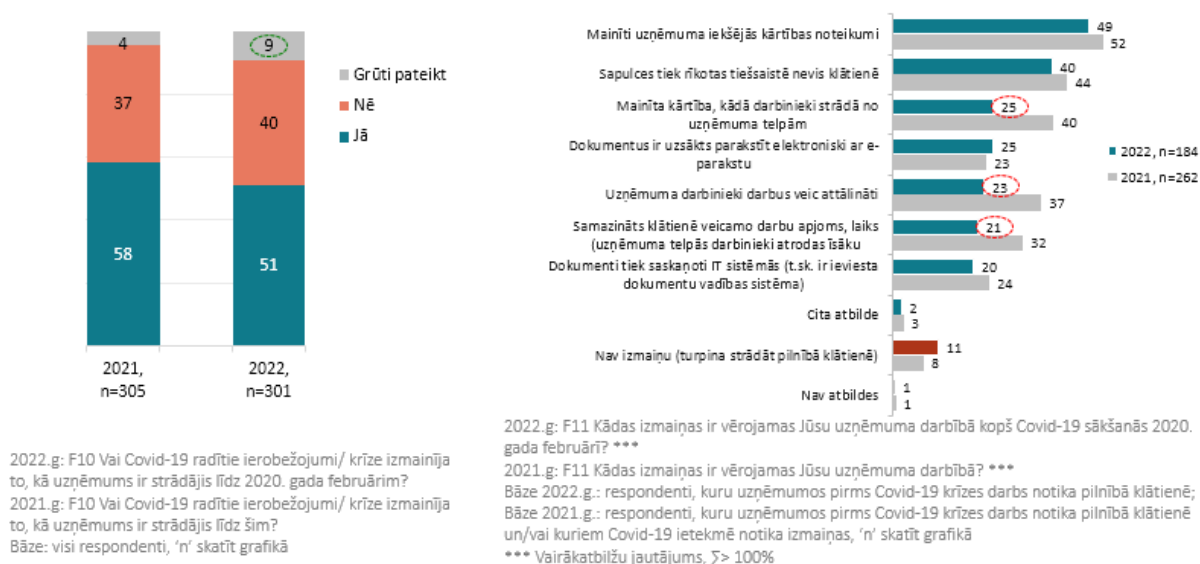 4
37
58
9
40
51
Grūti pateikt
Nē
Jā
2021,
n=305
2022,
n=301
2022.g: F10 Vai Covid-19 radītie ierobežojumi/ krīze izmainīja
to, kā uzņēmums ir strādājis līdz 2020. gada februārim?
2021.g: F10 Vai Covid-19 radītie ierobežojumi/ krīze izmainīja
to, kā uzņēmums ir strādājis līdz šim?
Bāze: visi respondenti, ‘n’ skatīt grafikā
Mainīti uzņēmuma iekšējās kārtības noteikumi
49
52
Sapulces tiek rīkotas tiešsaistē nevis klātienē
40
44
Mainīta kārtība, kādā darbinieki strādā no
uzņēmuma telpām
25
40
Dokumentus ir uzsākts parakstīt elektroniski ar e-
parakstu
25
23
Uzņēmuma darbinieki darbus veic attālināti
23
37
Samazināts klātienē veicamo darbu apjoms, laiks
(uzņēmuma telpās darbinieki atrodas īsāku
21
32
Dokumenti tiek saskaņoti IT sistēmās (t.sk. ir ieviesta
dokumentu vadības sistēma)
20
24
Cita atbilde
2
3
Nav izmaiņu (turpina strādāt pilnībā klātienē)
11
8
Nav atbildes
1
1
2022, n=184
2021, n=262
2022.g: F11 Kādas izmaiņas ir vērojamas Jūsu uzņēmuma darbībā kopš Covid-19 sākšanās 2020.
gada februārī? ***
2021.g: F11 Kādas izmaiņas ir vērojamas Jūsu uzņēmuma darbībā? ***
Bāze 2022.g.: respondenti, kuru uzņēmumos pirms Covid-19 krīzes darbs notika pilnībā klātienē;
Bāze 2021.g.: respondenti, kuru uzņēmumos pirms Covid-19 krīzes darbs notika pilnībā klātienē
un/vai kuriem Covid-19 ietekmē notika izmaiņas, ‘n’ skatīt grafikā
*** Vairākatbilžu jautājums, ∑> 100%